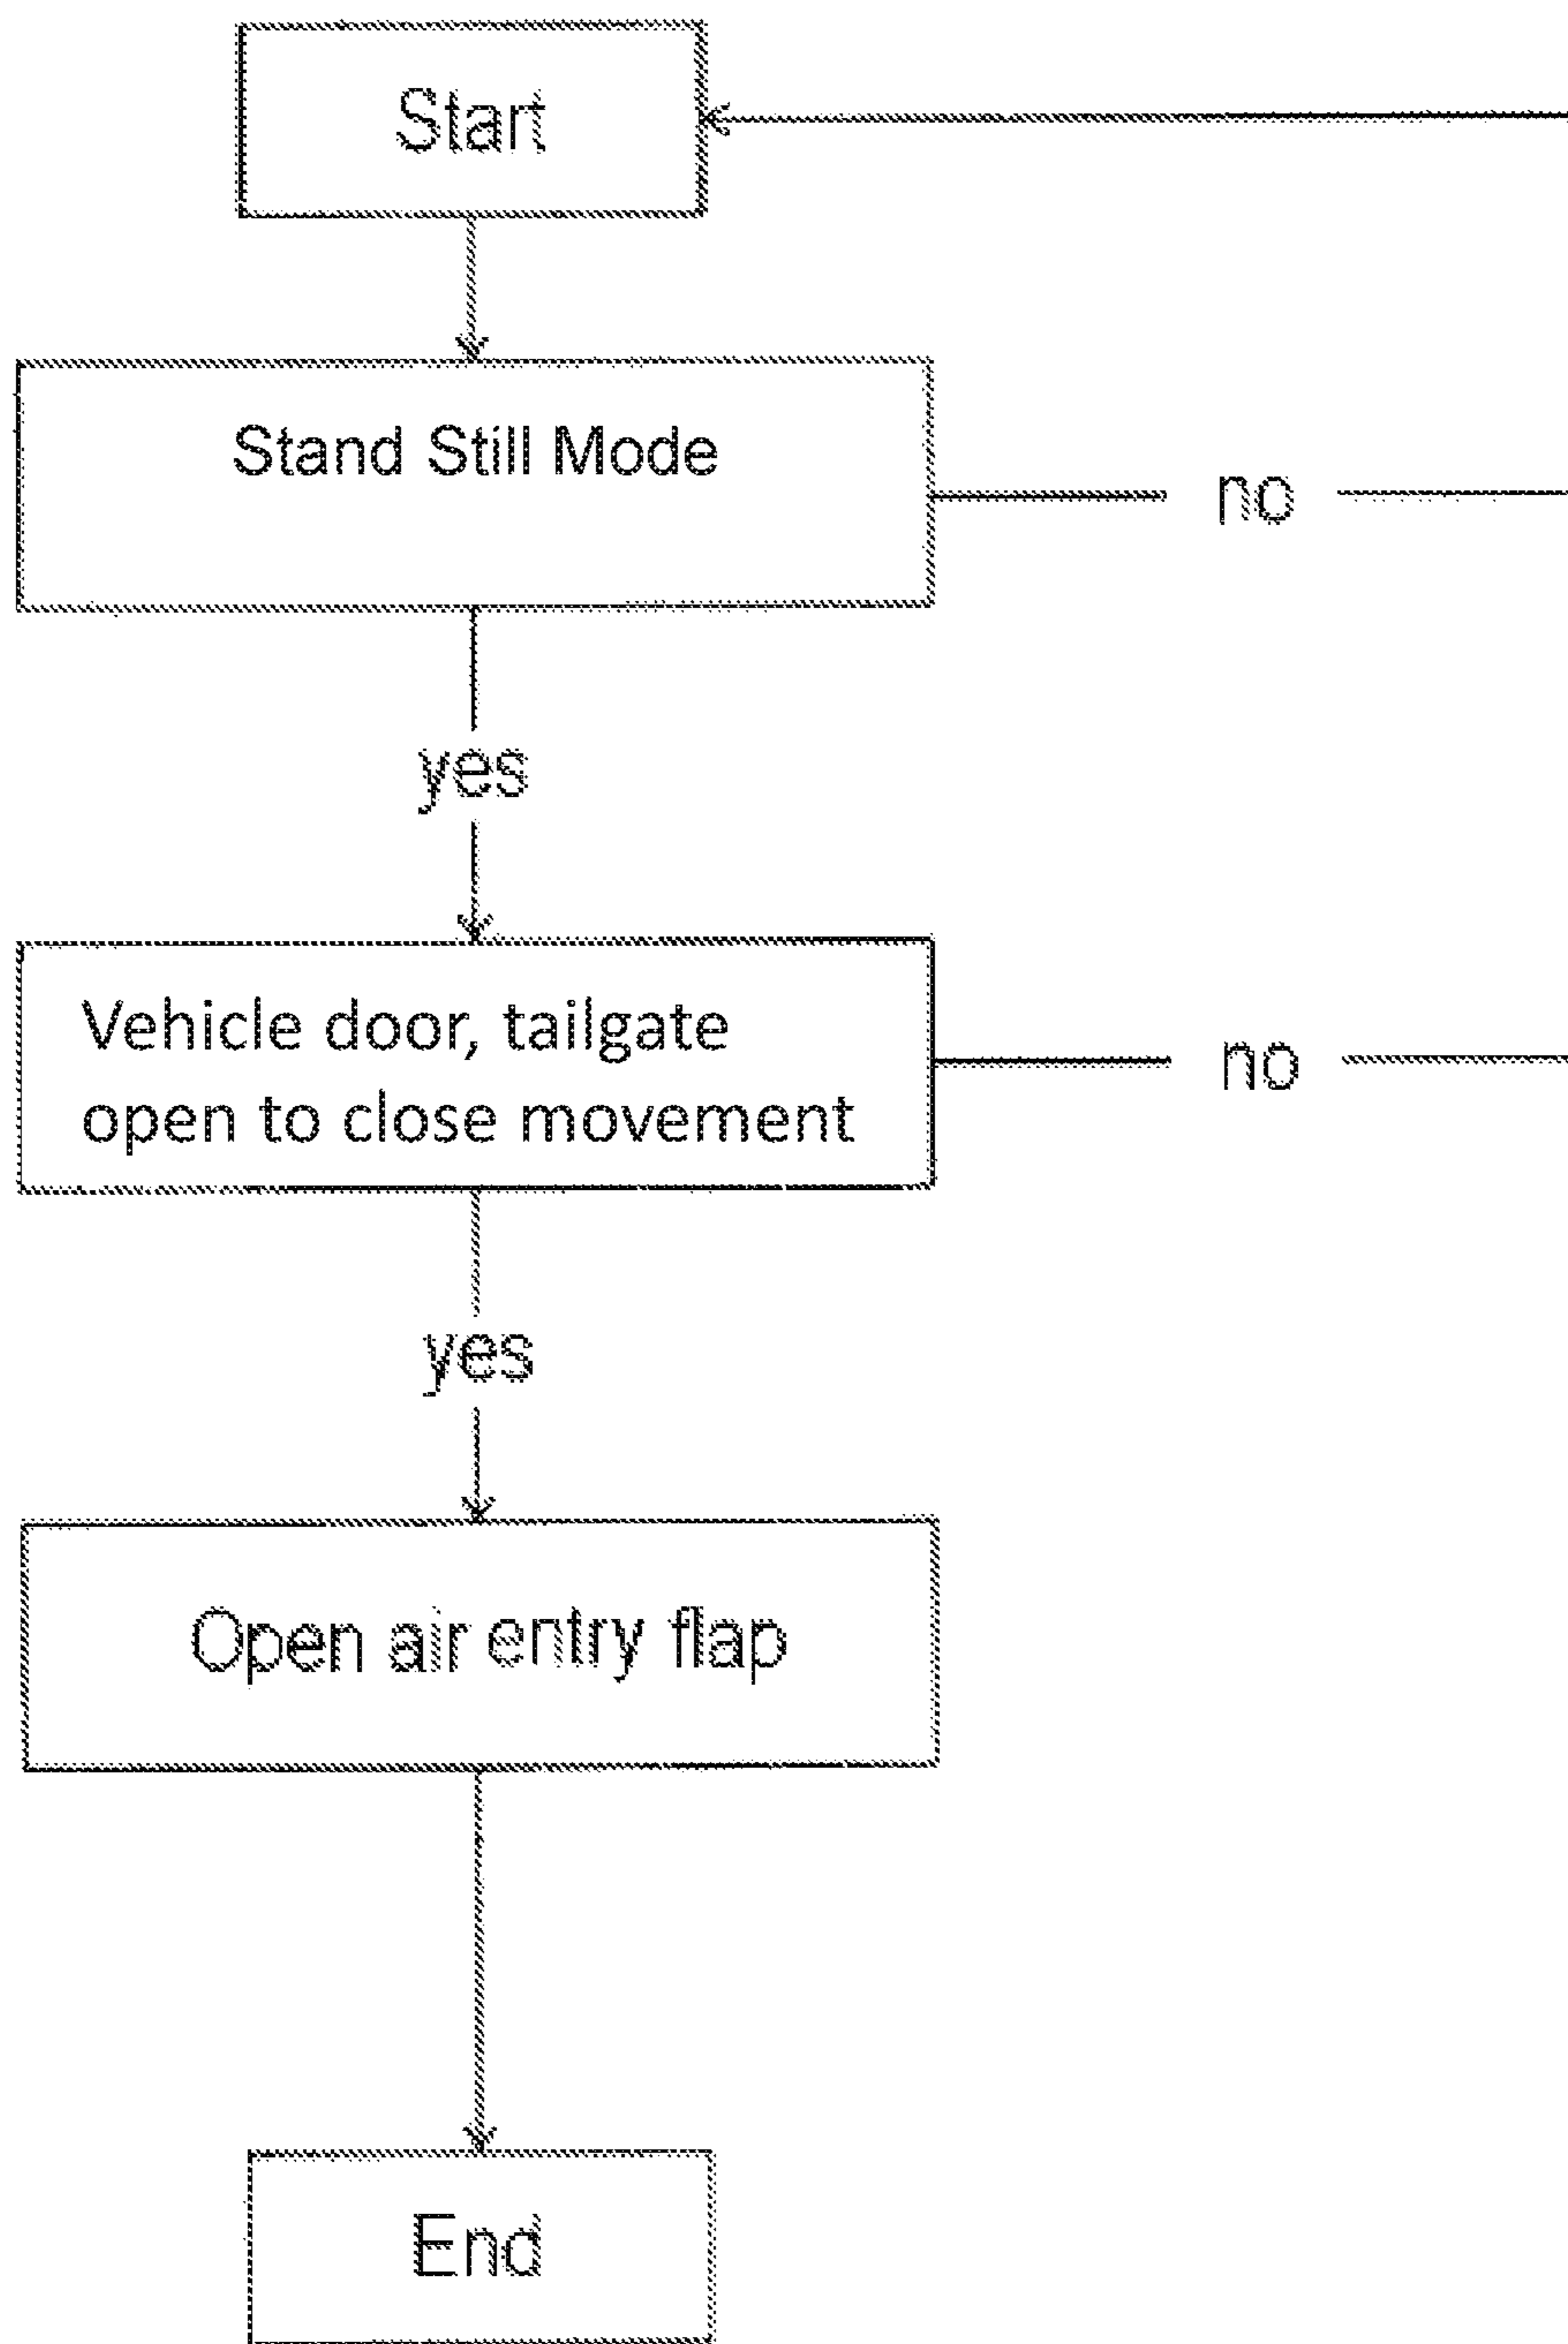 Start
Stand Still Mode
no
yes
Vehicle door, tailgate
open to close movement
no
yes
Open air entry flap
End